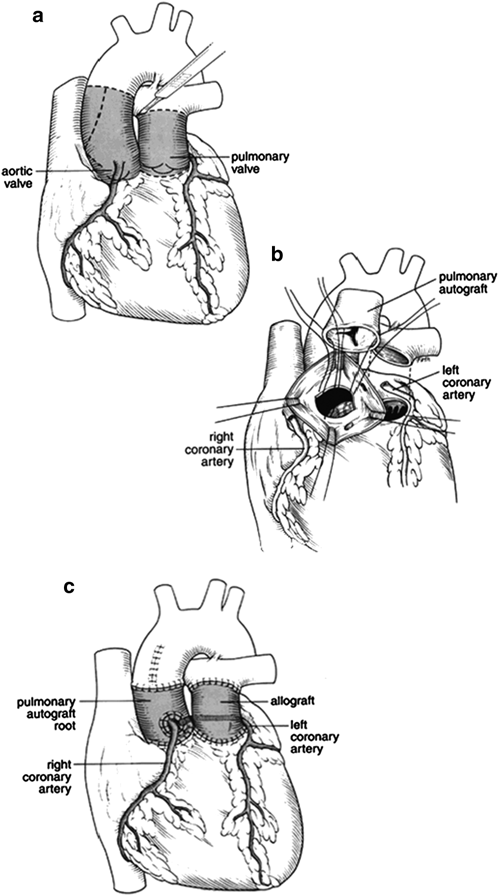 a
aortic
valve
pulmonary
valve
b
pulmonary
autograft
left
coronary
artery
right
coronary
artery
c
pulmonary
autograft
root
allograft
left
coronary
artery
right
coronary
artery